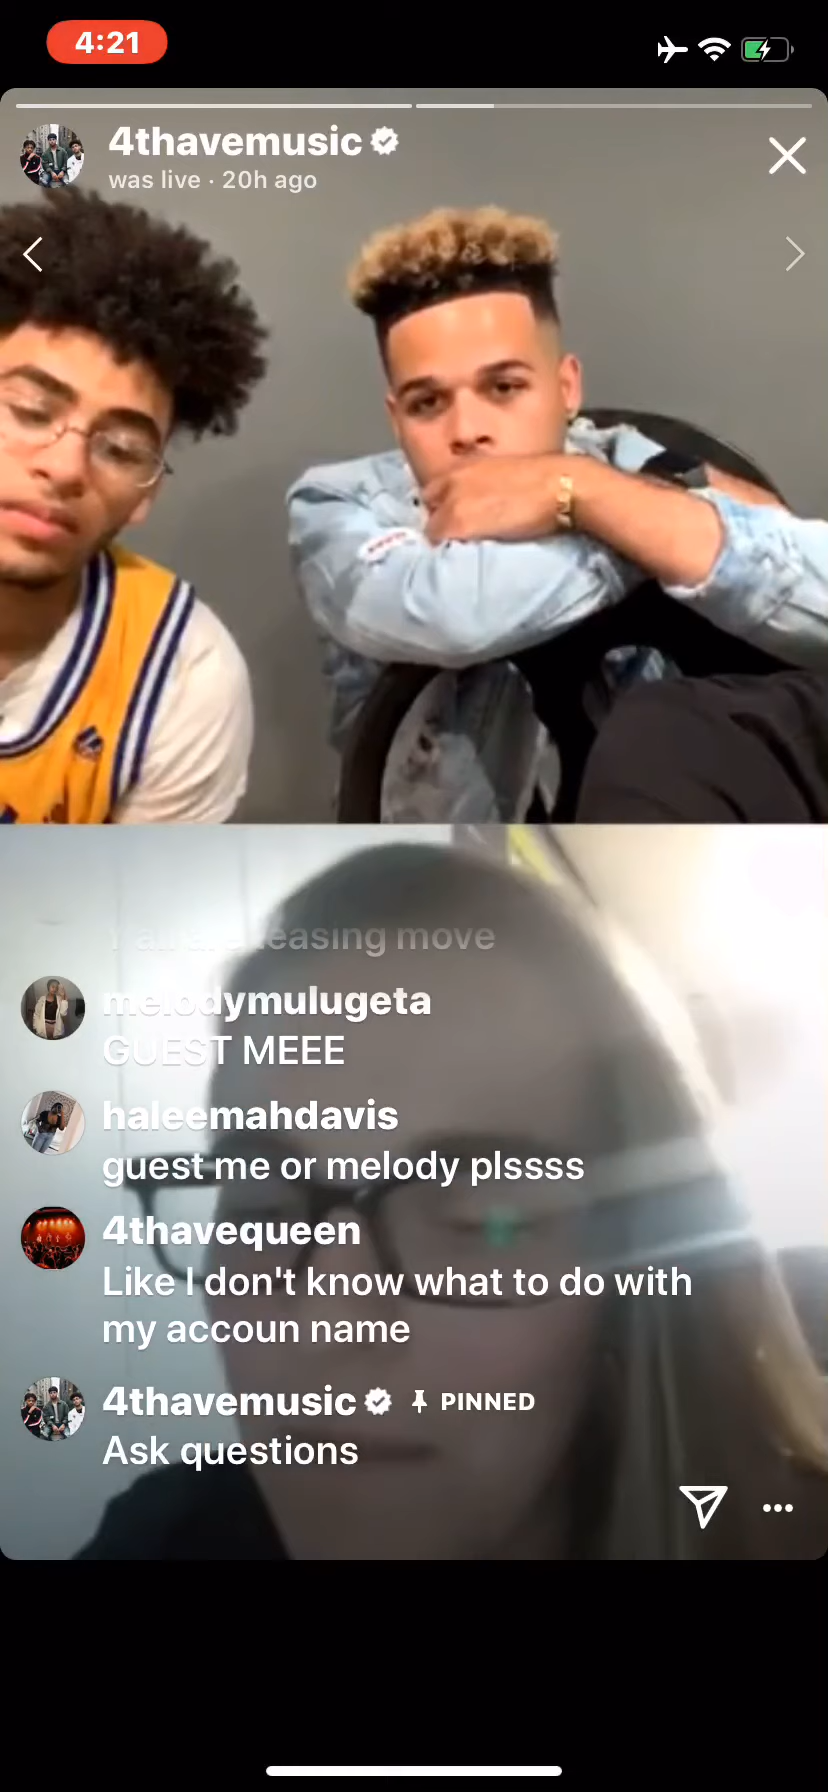 4:21
4thavemusic
was live · 20h ago
easing move
melodymulugeta
GUEST MEEE
haleemahdavis
guest me or melody plssss
4thavequeen
Like I don't know what to do with
my accoun name
4thavemusic PINNED
Ask questions